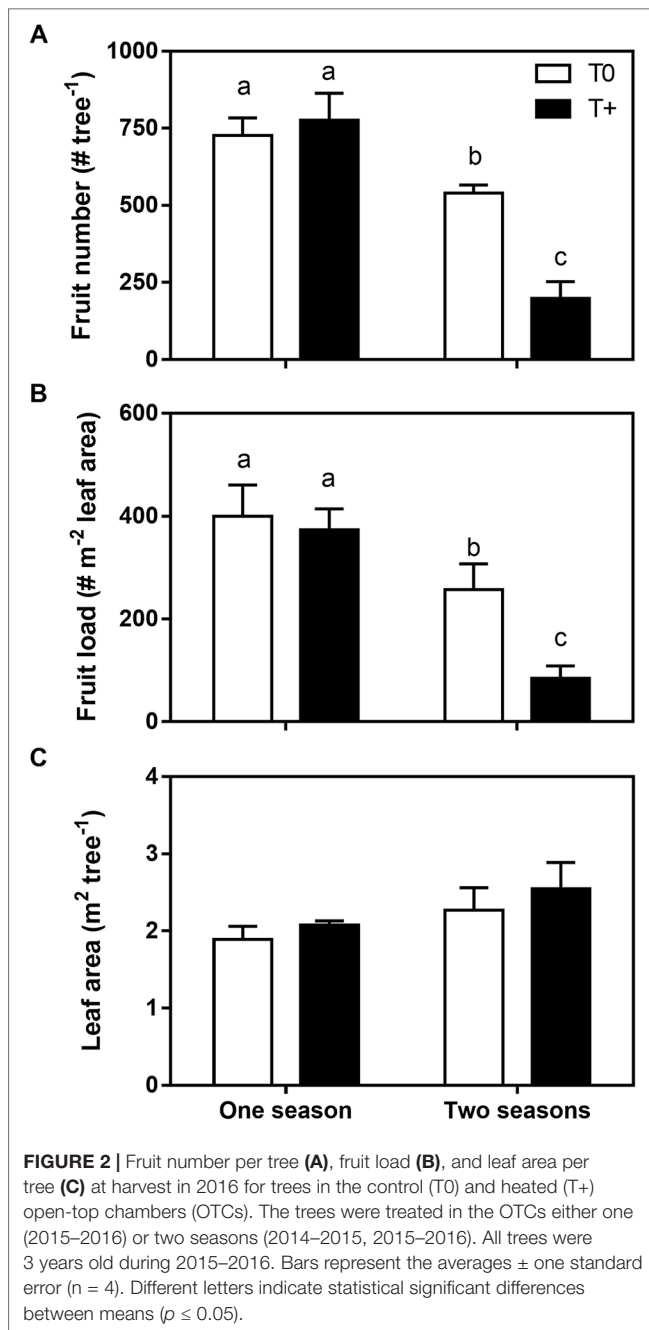 A
Fruit number (# tree⁻¹)
1000
750
500
250
0
a
a
b
c
T0
T+
B
Fruit load (# m⁻² leaf area)
600
400
200
0
a
a
b
c
C
Leaf area (m² tree⁻¹)
4
3
2
1
0
One season
Two seasons
FIGURE 2 | Fruit number per tree (A), fruit load (B), and leaf area per
tree (C) at harvest in 2016 for trees in the control (T0) and heated (T+)
open-top chambers (OTCs). The trees were treated in the OTCs either one
(2015–2016) or two seasons (2014–2015, 2015–2016). All trees were
3 years old during 2015–2016. Bars represent the averages ± one standard
error (n = 4). Different letters indicate statistical significant differences
between means (p ≤ 0.05).